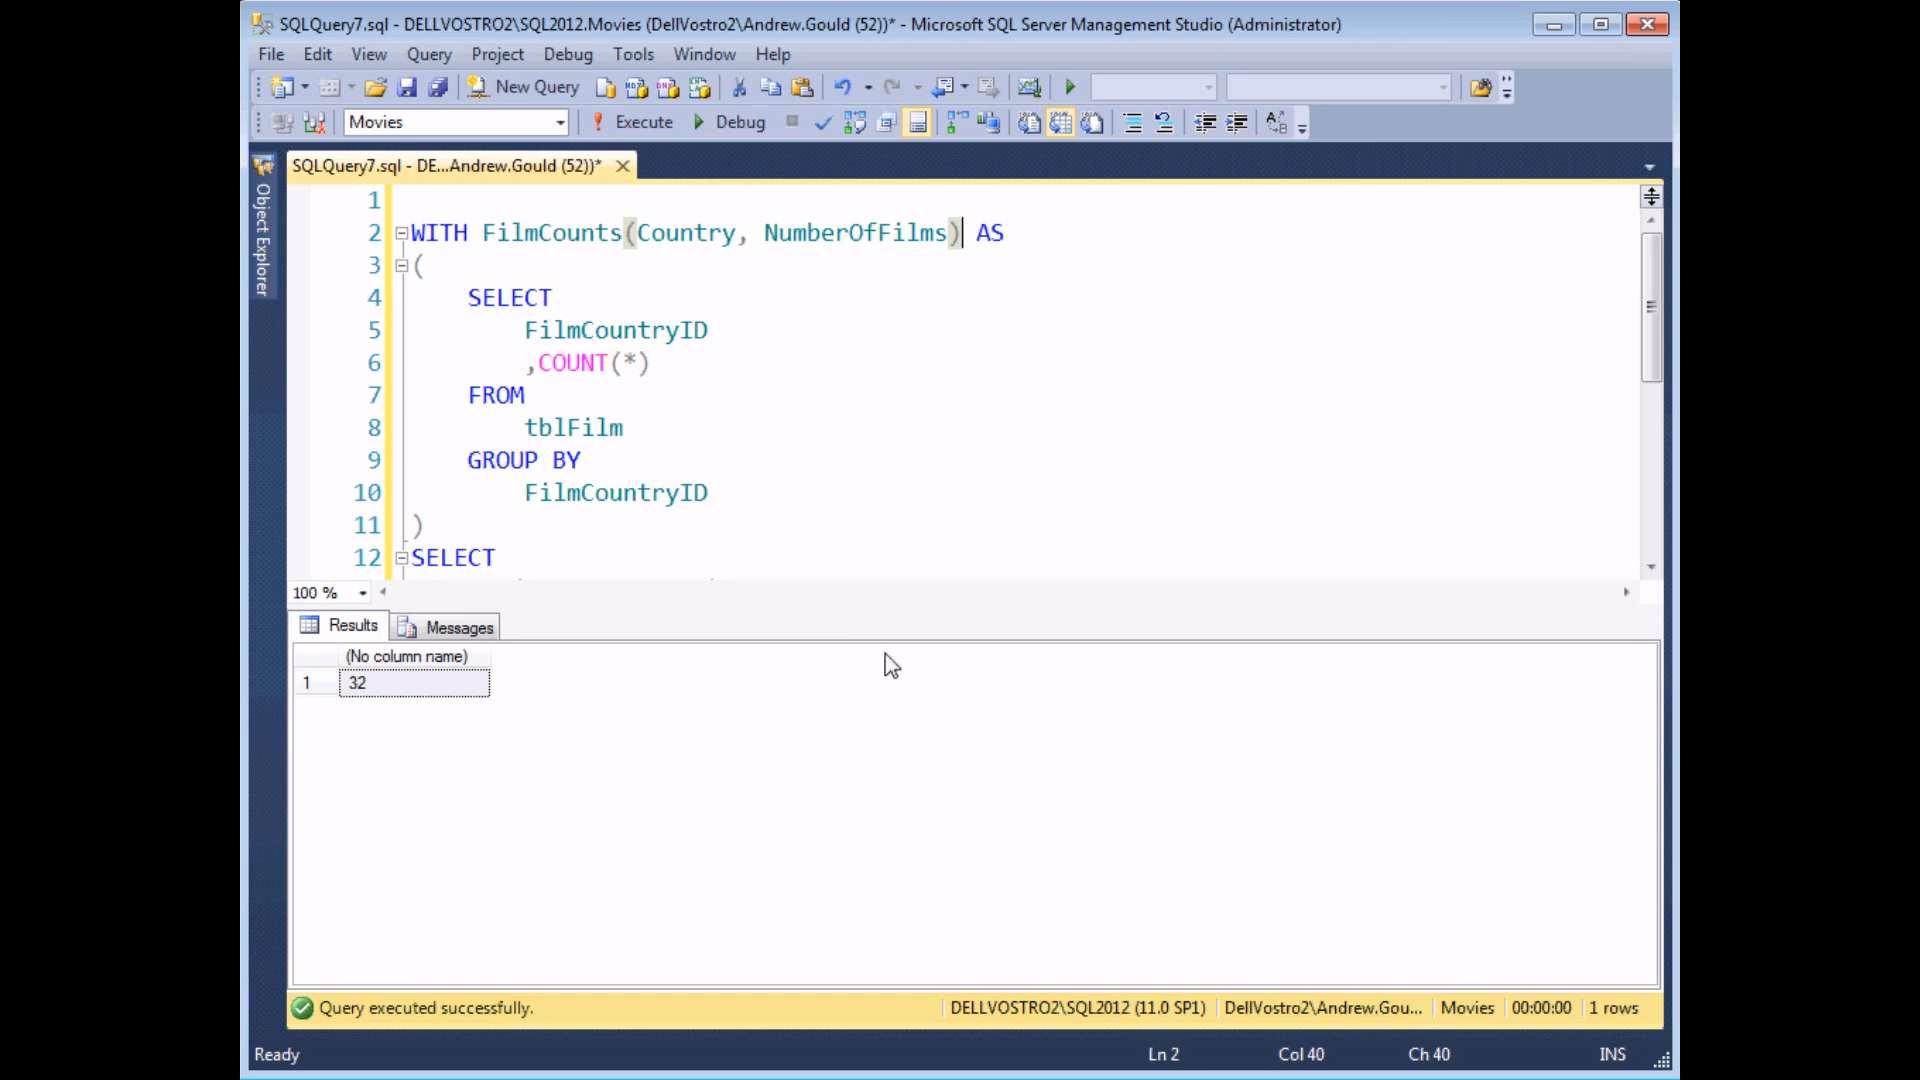 SQLQuery7.sql - DELLVOSTRO2\SQL2012.Movies (DellVostro2\Andrew.Gould (52))* - Microsoft SQL Server Management Studio (Administrator)
File Edit View Query Project Debug Tools Window Help
New Query
Movies Execute Debug
SQLQuery7.sql - DE...Andrew.Gould (52))*
Object Explorer
1
2 WITH FilmCounts(Country, NumberOfFilms) AS
3 (
4 SELECT
5 FilmCountryID
6 ,COUNT(*)
7 FROM
8 tblFilm
9 GROUP BY
10 FilmCountryID
11 )
12 SELECT
100 %
Results Messages
(No column name)
1 32
Query executed successfully. DELLVOSTRO2\SQL2012 (11.0 SP1) DellVostro2\Andrew.Gou... Movies 00:00:00 1 rows
Ready Ln 2 Col 40 Ch 40 INS